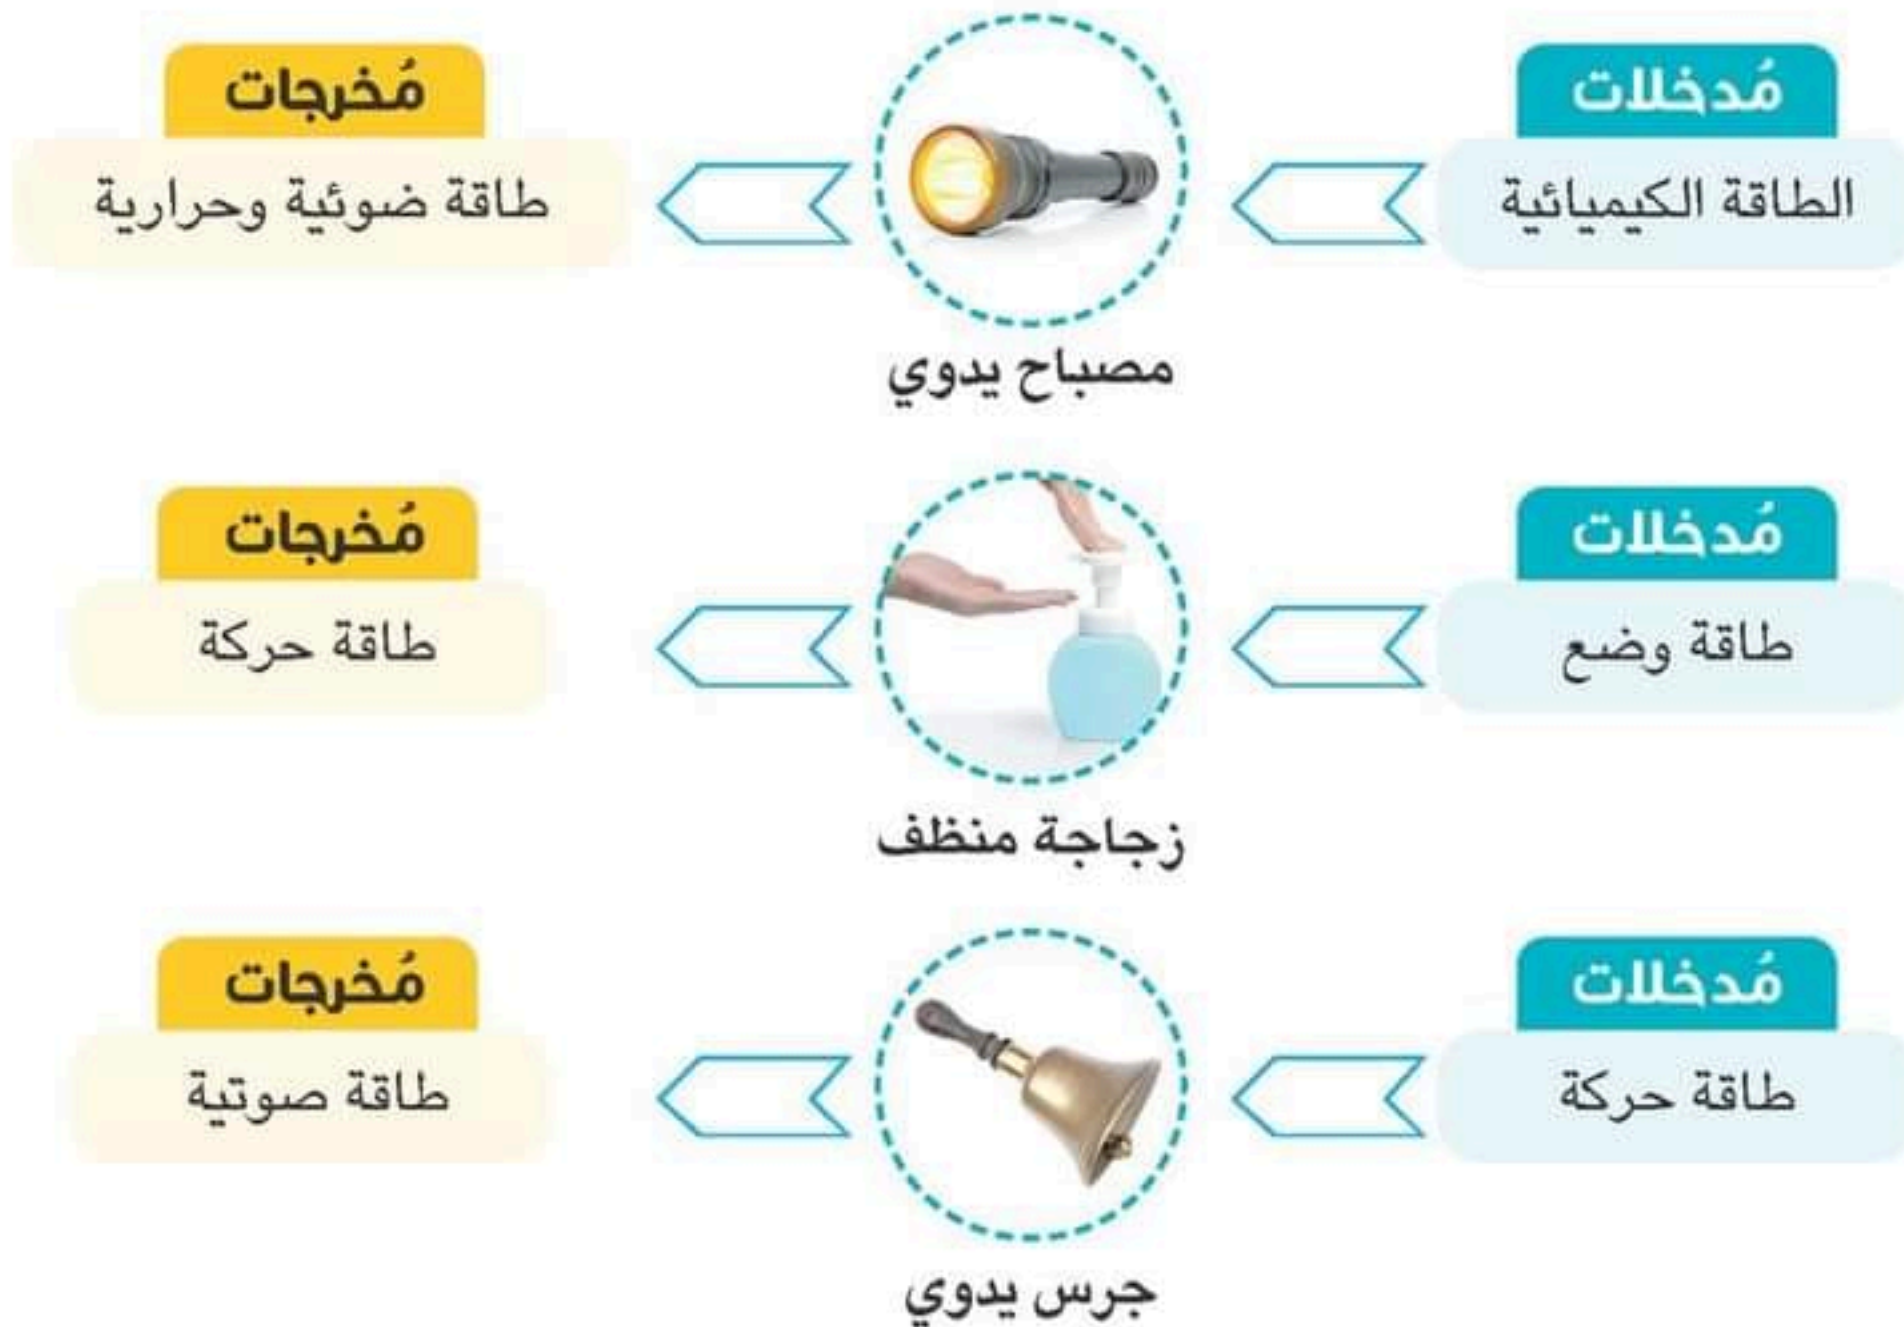 مُدخلات
مُخرجات
الطاقة الكيميائية
طاقة ضوئية وحرارية
مصباح يدوي
مُدخلات
مُخرجات
طاقة وضع
طاقة حركة
زجاجة منظف
مُدخلات
مُخرجات
طاقة حركة
طاقة صوتية
جرس يدوي